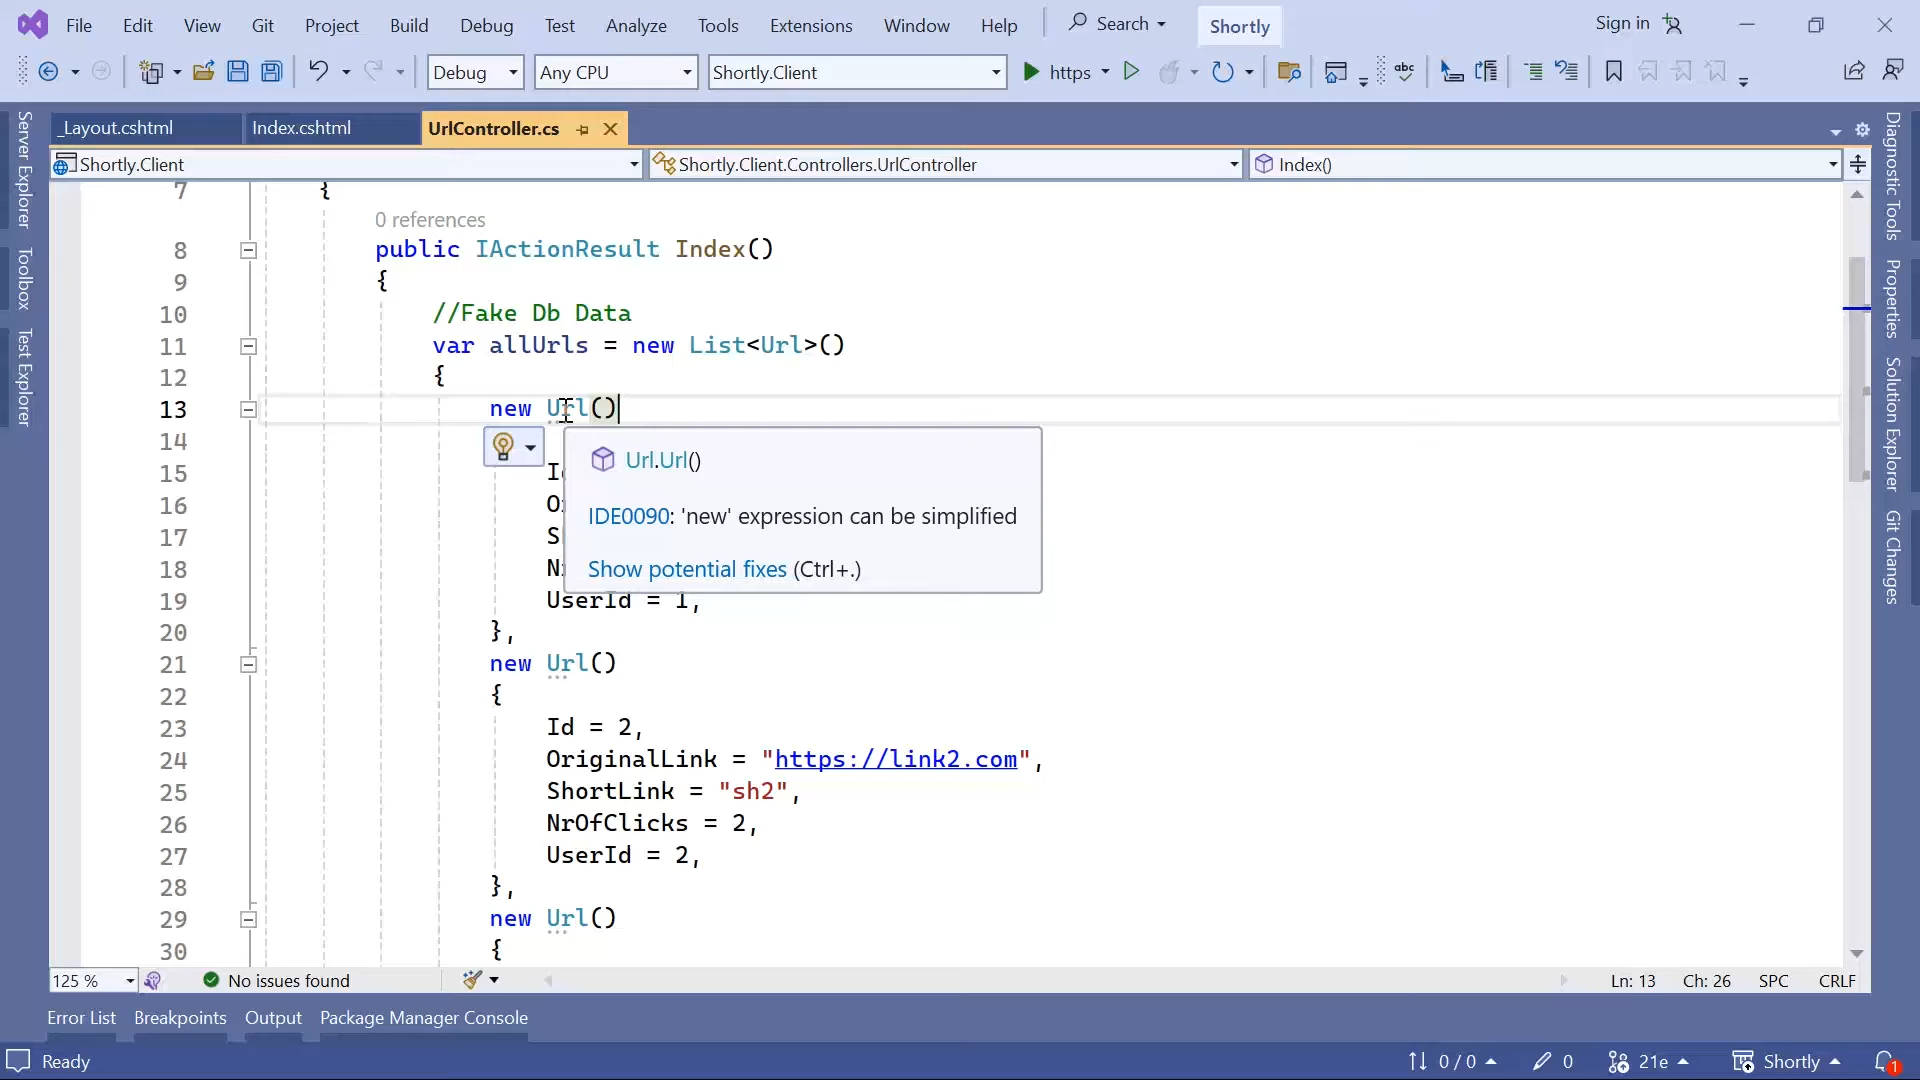 File Edit View Git Project Build Debug Test Analyze Tools Extensions Window Help Search Shortly Sign in
Debug Any CPU Shortly.Client https abc
_Layout.cshtml Index.cshtml UrlController.cs
Shortly.Client Shortly.Client.Controllers.UrlController Index()
Server Explorer
Toolbox
Test Explorer
7 {
0 references
8 public IActionResult Index()
9 {
10 //Fake Db Data
11 var allUrls = new List<Url>()
12 {
13 new Url()
14
15
16
17
18
19 UserId = 1,
20 },
21 new Url()
22 {
23 Id = 2,
24 OriginalLink = "https://link2.com",
25 ShortLink = "sh2",
26 NrOfClicks = 2,
27 UserId = 2,
28 },
29 new Url()
30 {
Url.Url()
IDE0090: 'new' expression can be simplified
Show potential fixes (Ctrl+.)
Diagnostic Tools
Properties
Solution Explorer
Git Changes
125 % No issues found Ln: 13 Ch: 26 SPC CRLF
Error List Breakpoints Output Package Manager Console
Ready 0 / 0 0 21e Shortly 1